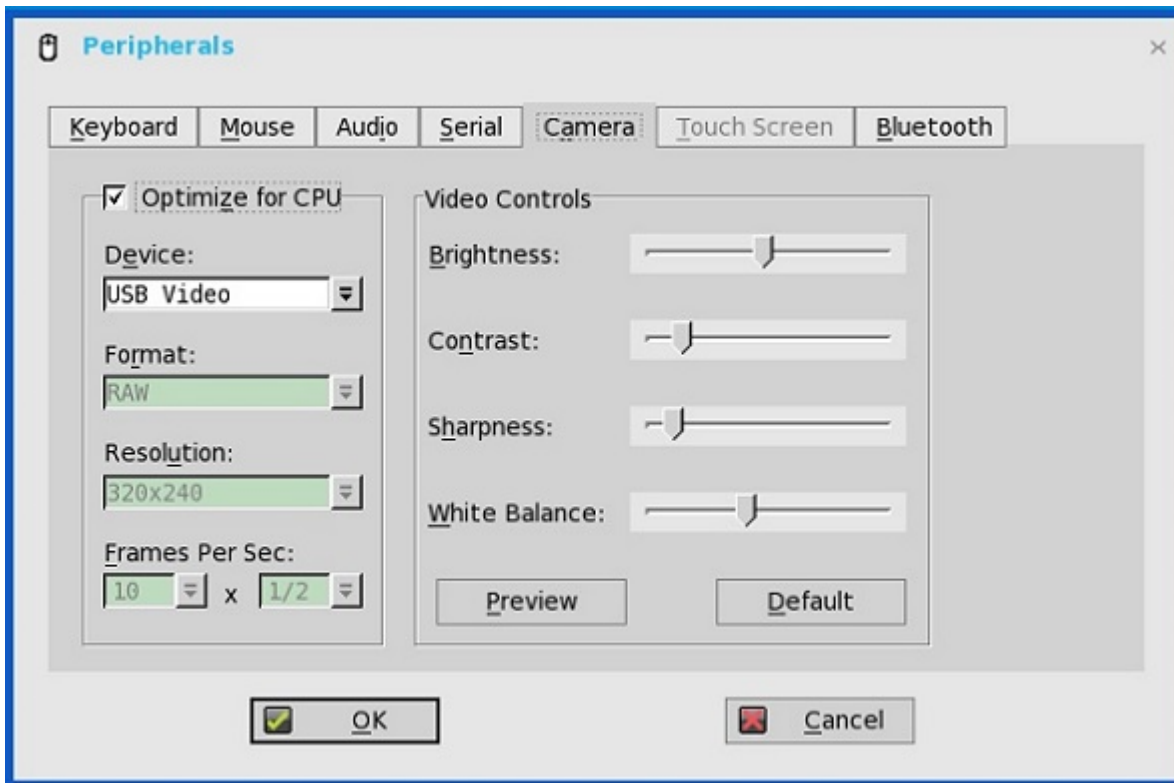 Peripherals
Keyboard Mouse Audio Serial Camera Touch Screen Bluetooth
Optimize for CPU
Device:
USB Video
Format:
RAW
Resolution:
320x240
Frames Per Sec:
10 x 1/2
Video Controls
Brightness:
Contrast:
Sharpness:
White Balance:
Preview Default
OK Cancel